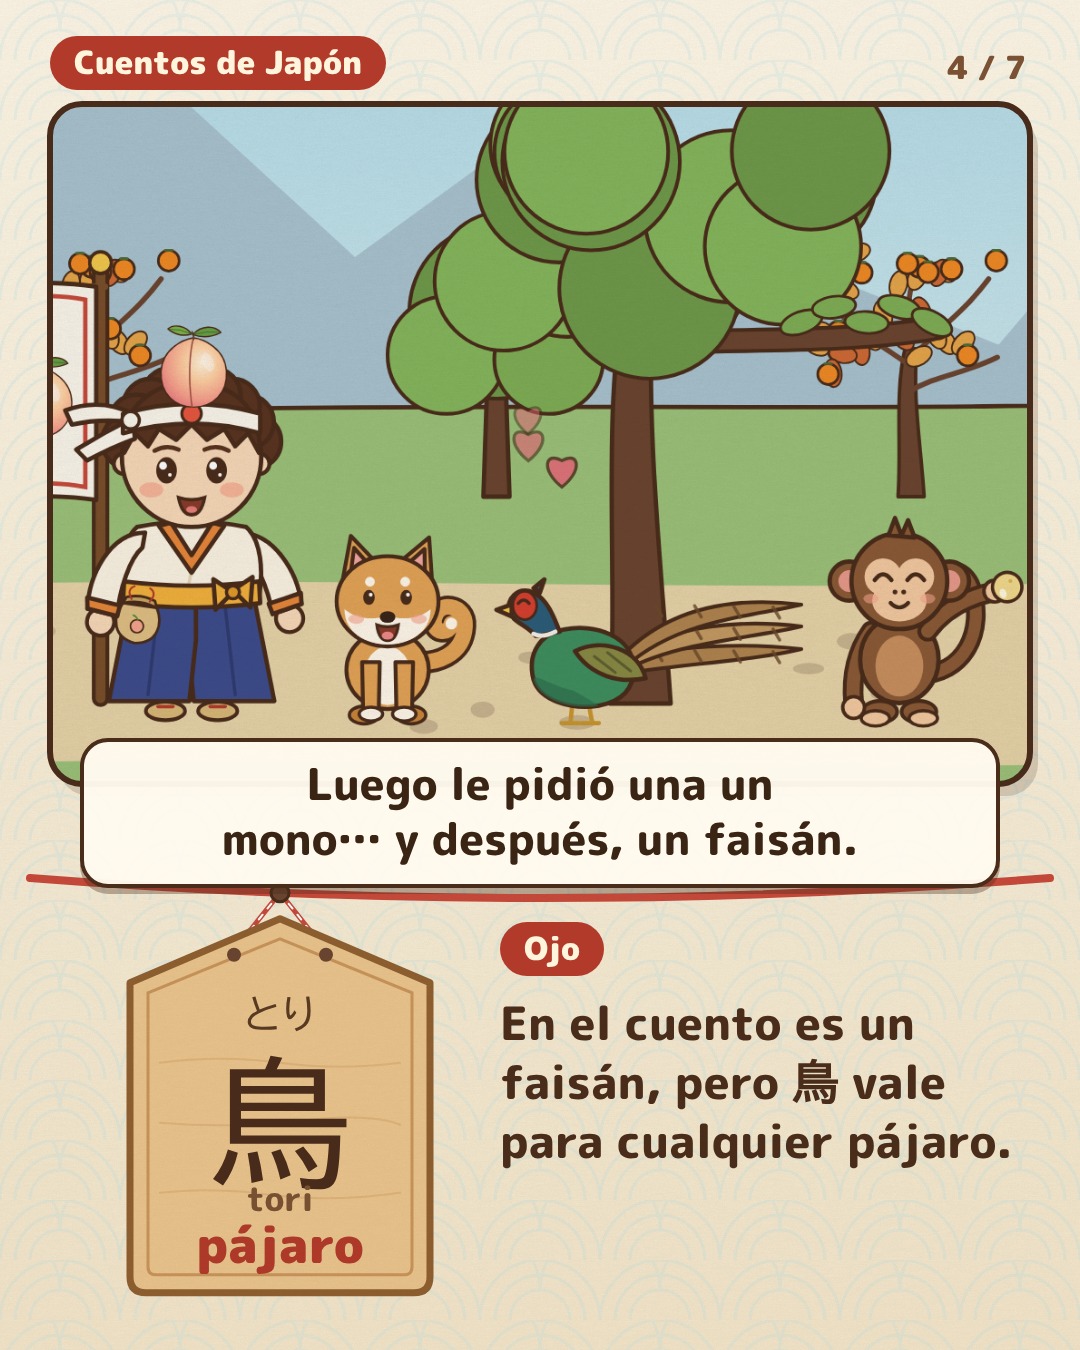 Cuentos de Japón
4 / 7
Luego le pidió una un
mono··· y después, un faisán.
とり
鳥
tori
pájaro
Ojo
En el cuento es un
faisán, pero 鳥 vale
para cualquier pájaro.